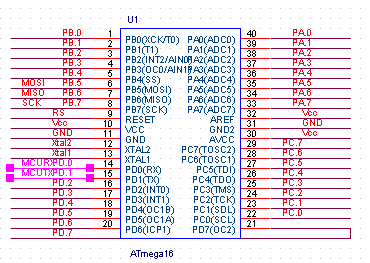 U1
PB.0 1 PB0(XCK/T0) PA0(ADC0) 40 PA.0
PB.1 2 PB1(T1) PA1(ADC1) 39 PA.1
PB.2 3 PB2(INT2/AIN0) PA2(ADC2) 38 PA.2
PB.3 4 PB3(OC0/AIN1) PA3(ADC3) 37 PA.3
PB.4 5 PB4(SS) PA4(ADC4) 36 PA.4
MOSI PB.5 6 PB5(MOSI) PA5(ADC5) 35 PA.5
MISO PB.6 7 PB6(MISO) PA6(ADC6) 34 PA.6
SCK PB.7 8 PB7(SCK) PA7(ADC7) 33 PA.7
RS 9 RESET AREF 32 Vcc
Vcc 10 VCC GND2 31 GND
GND 11 GND AVCC 30 Vcc
Xtal2 12 XTAL2 PC7(TOSC2) 29 PC.7
Xtal1 13 XTAL1 PC6(TOSC1) 28 PC.6
MCURXPD.0 14 PD0(RX) PC5(TDI) 27 PC.5
MCUTXPD.1 15 PD1(TX) PC4(TDO) 26 PC.4
PD.2 16 PD2(INT0) PC3(TMS) 25 PC.3
PD.3 17 PD3(INT1) PC2(TCK) 24 PC.2
PD.4 18 PD4(OC1B) PC1(SDL) 23 PC.1
PD.5 19 PD5(OC1A) PC0(SCL) 22 PC.0
PD.6 20 PD6(ICP1) PD7(OC2) 21
PD.7
ATmega16